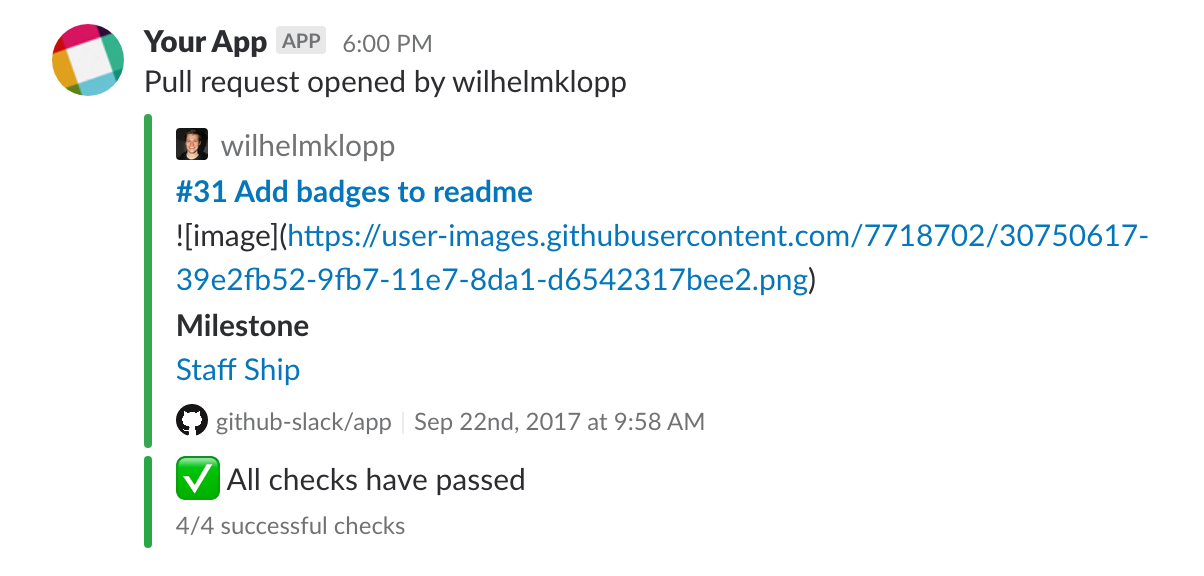 Your App APP 6:00 PM
Pull request opened by wilhelmklopp
wilhelmklopp
#31 Add badges to readme
![image](https://user-images.githubusercontent.com/7718702/30750617-
39e2fb52-9fb7-11e7-8da1-d6542317bee2.png)
Milestone
Staff Ship
github-slack/app | Sep 22nd, 2017 at 9:58 AM
All checks have passed
4/4 successful checks